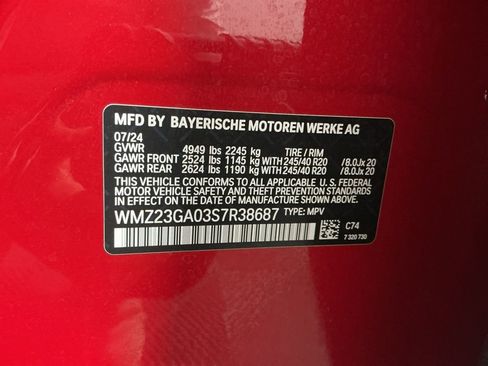 MFD BY BAYERISCHE MOTOREN WERKE AG
07/24
GVWR 4949 lbs 2245 kg TIRE / RIM
GAWR FRONT 2524 lbs 1145 kg WITH 245/40 R20 /8.0Jx 20
GAWR REAR 2624 lbs 1190 kg WITH 245/40 R20 /8.0Jx 20
THIS VEHICLE CONFORMS TO ALL APPLICABLE U.S. FEDERAL
MOTOR VEHICLE SAFETY, BUMPER, AND THEFT PREVENTION STANDARDS
IN EFFECT ON THE DATE OF MANUFACTURE SHOWN ABOVE.
WMZ23GA03S7R38687 TYPE: MPV
C74
7 320 730